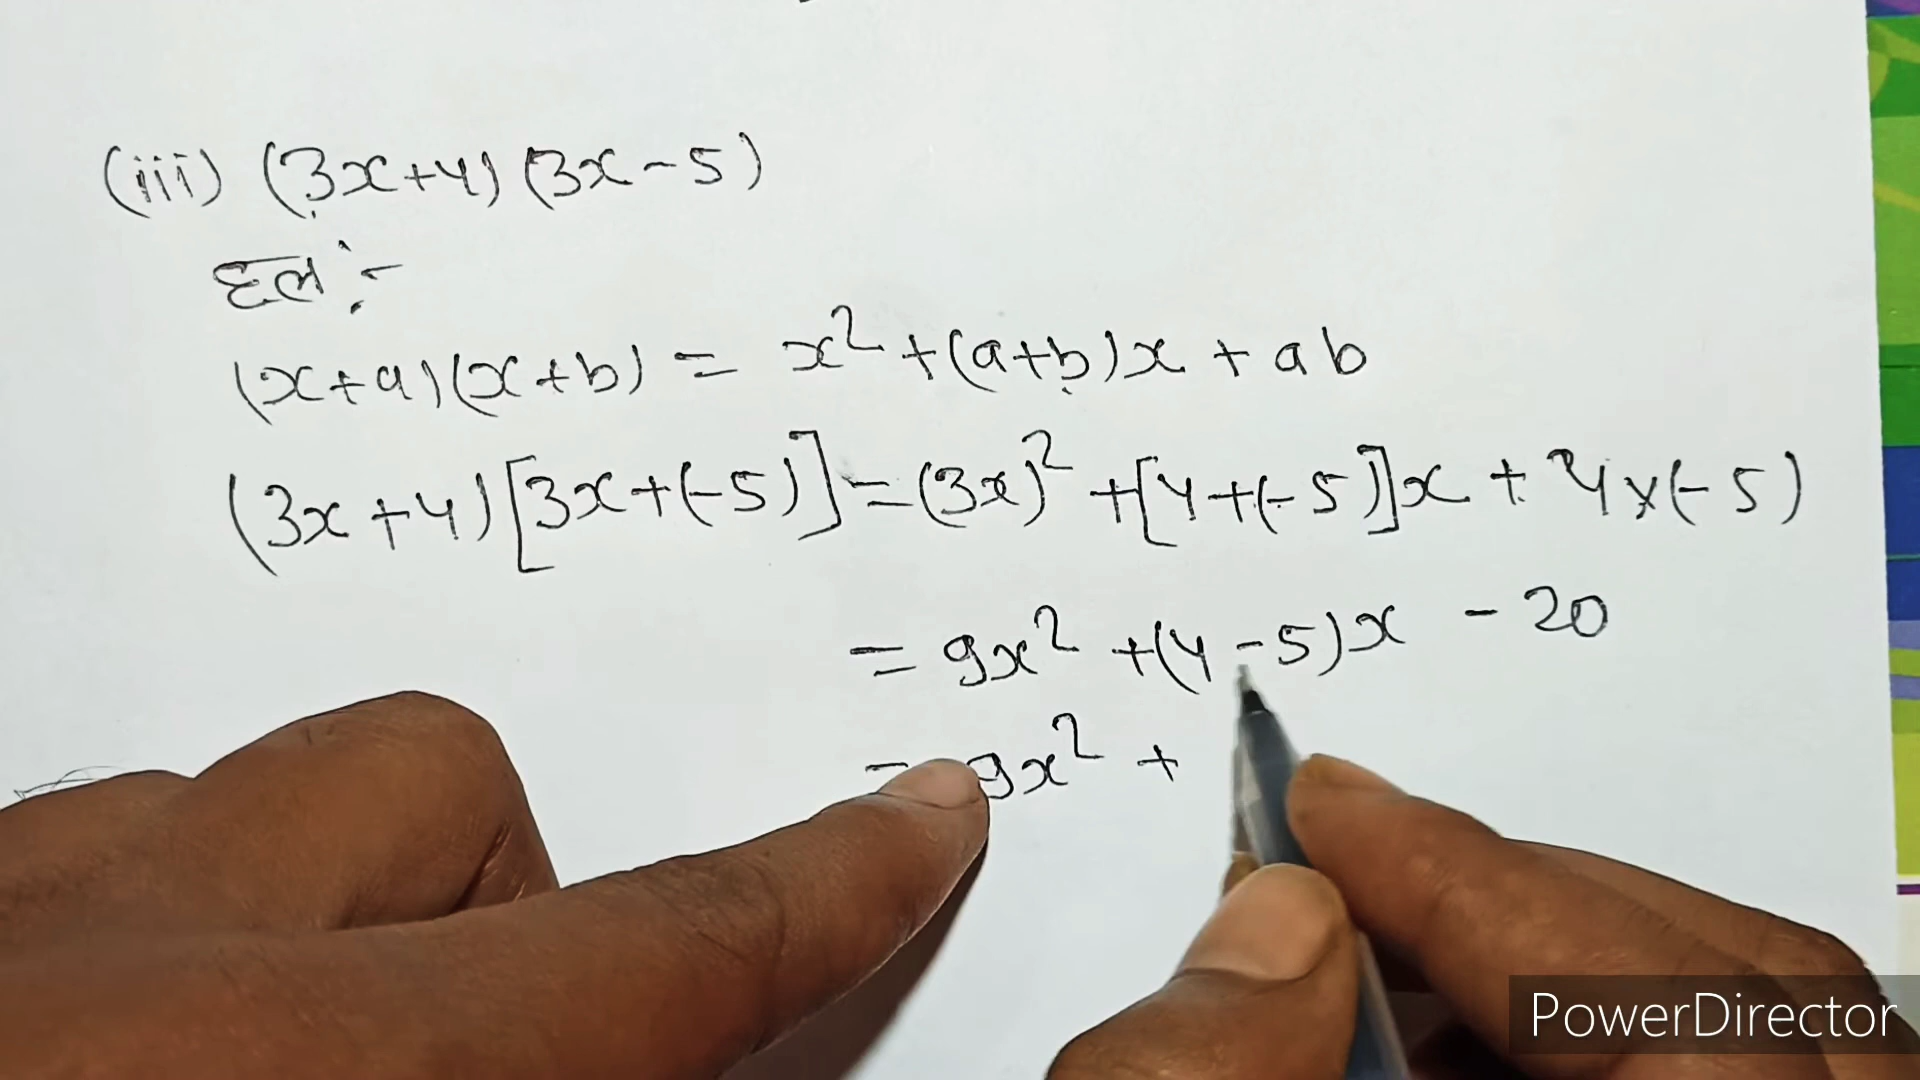 (iii) (3x+4) (3x-5)
हल :-
(x+a)(x+b) = x² + (a+b)x + ab
(3x+4)[3x+(-5)] = (3x)² + [4+(-5)]x + 4×(-5)
= 9x² + (4-5)x - 20
= 9x² +
PowerDirector